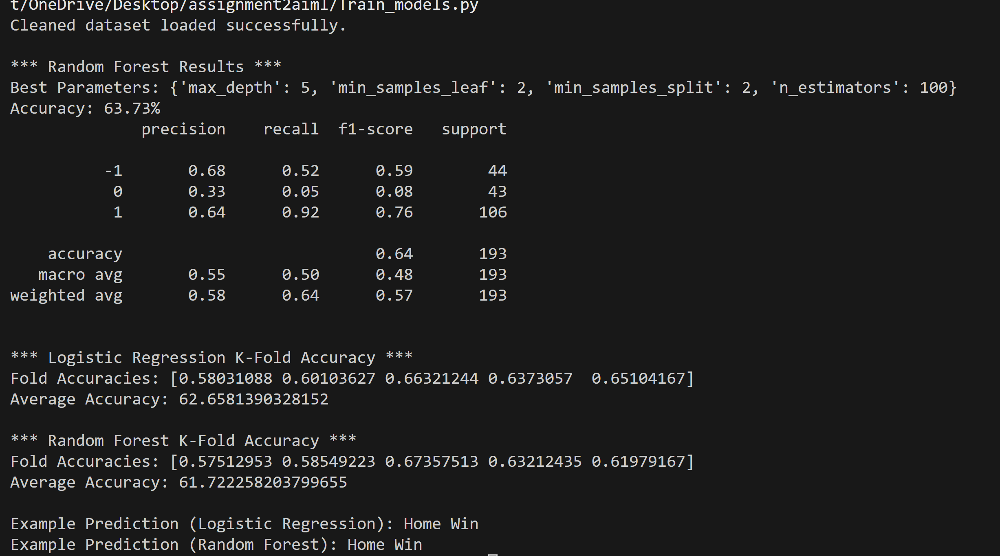 t/OneDrive/Desktop/assignment2aiml/Train_models.py
Cleaned dataset loaded successfully.
*** Random Forest Results ***
Best Parameters: {'max_depth': 5, 'min_samples_leaf': 2, 'min_samples_split': 2, 'n_estimators': 100}
Accuracy: 63.73%
              precision    recall  f1-score   support
          -1       0.68      0.52      0.59        44
           0       0.33      0.05      0.08        43
           1       0.64      0.92      0.76       106
    accuracy                           0.64       193
   macro avg       0.55      0.50      0.48       193
weighted avg       0.58      0.64      0.57       193
*** Logistic Regression K-Fold Accuracy ***
Fold Accuracies: [0.58031088 0.60103627 0.66321244 0.6373057  0.65104167]
Average Accuracy: 62.6581390328152
*** Random Forest K-Fold Accuracy ***
Fold Accuracies: [0.57512953 0.58549223 0.67357513 0.63212435 0.61979167]
Average Accuracy: 61.722258203799655
Example Prediction (Logistic Regression): Home Win
Example Prediction (Random Forest): Home Win